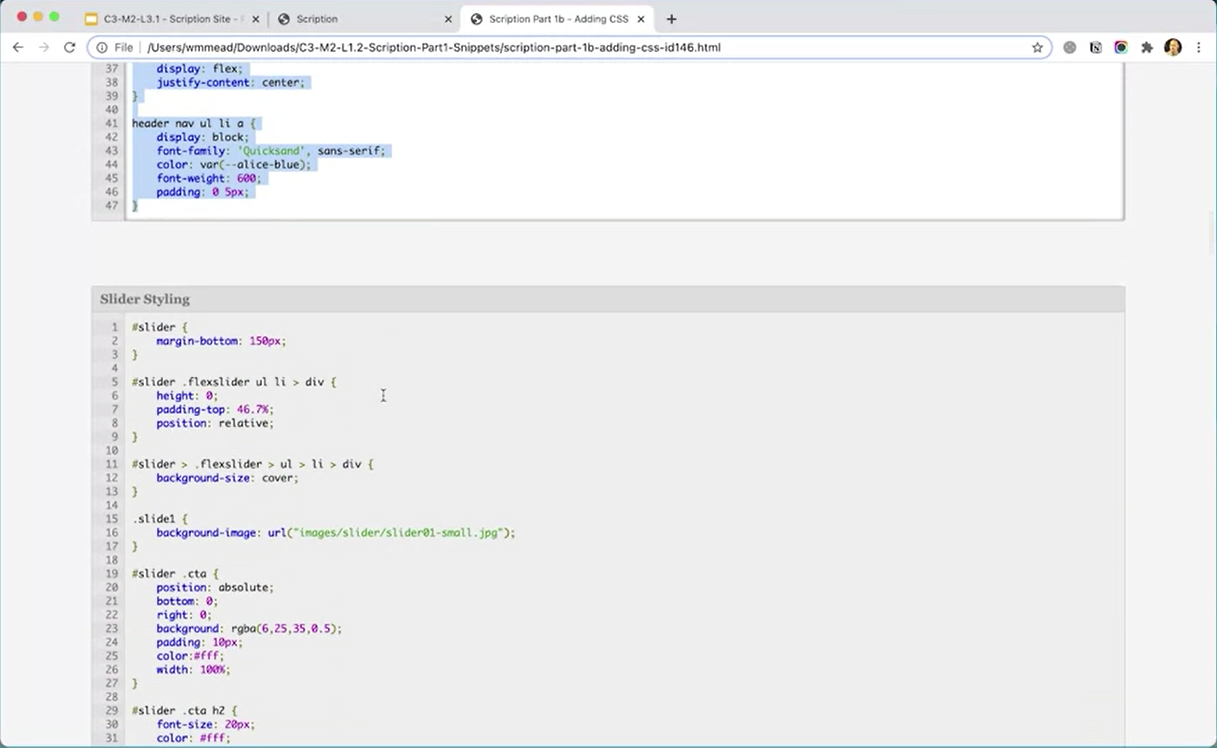 C3-M2-L3.1 - Scription Site -
Scription
Scription Part 1b - Adding CSS
File
/Users/wmmead/Downloads/C3-M2-L1.2-Scription-Part1-Snippets/scription-part-1b-adding-css-id146.html
37 display: flex;
38 justify-content: center;
39 }
40
41 header nav ul li a {
42 display: block;
43 font-family: 'Quicksand', sans-serif;
44 color: var(--alice-blue);
45 font-weight: 600;
46 padding: 0 5px;
47 }
Slider Styling
1 #slider {
2 margin-bottom: 150px;
3 }
4
5 #slider .flexslider ul li > div {
6 height: 0;
7 padding-top: 46.7%;
8 position: relative;
9 }
10
11 #slider > .flexslider > ul > li > div {
12 background-size: cover;
13 }
14
15 .slide1 {
16 background-image: url("images/slider/slider01-small.jpg");
17 }
18
19 #slider .cta {
20 position: absolute;
21 bottom: 0;
22 right: 0;
23 background: rgba(6,25,35,0.5);
24 padding: 10px;
25 color:#fff;
26 width: 100%;
27 }
28
29 #slider .cta h2 {
30 font-size: 20px;
31 color: #fff;